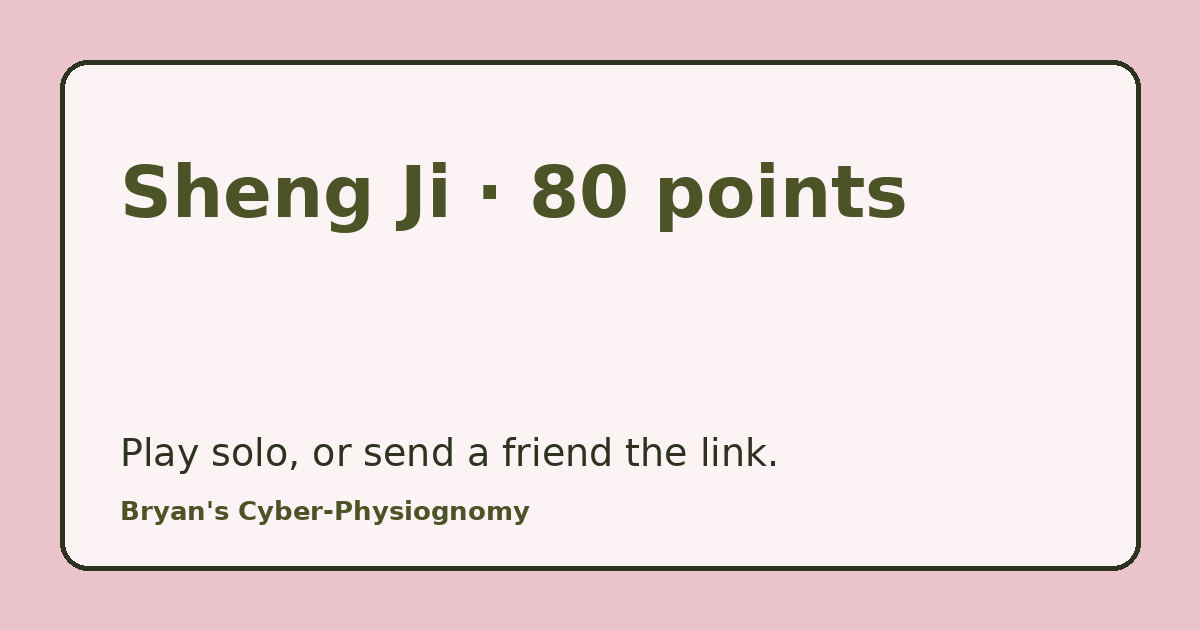 Sheng Ji · 80 points
Play solo, or send a friend the link.
Bryan's Cyber-Physiognomy